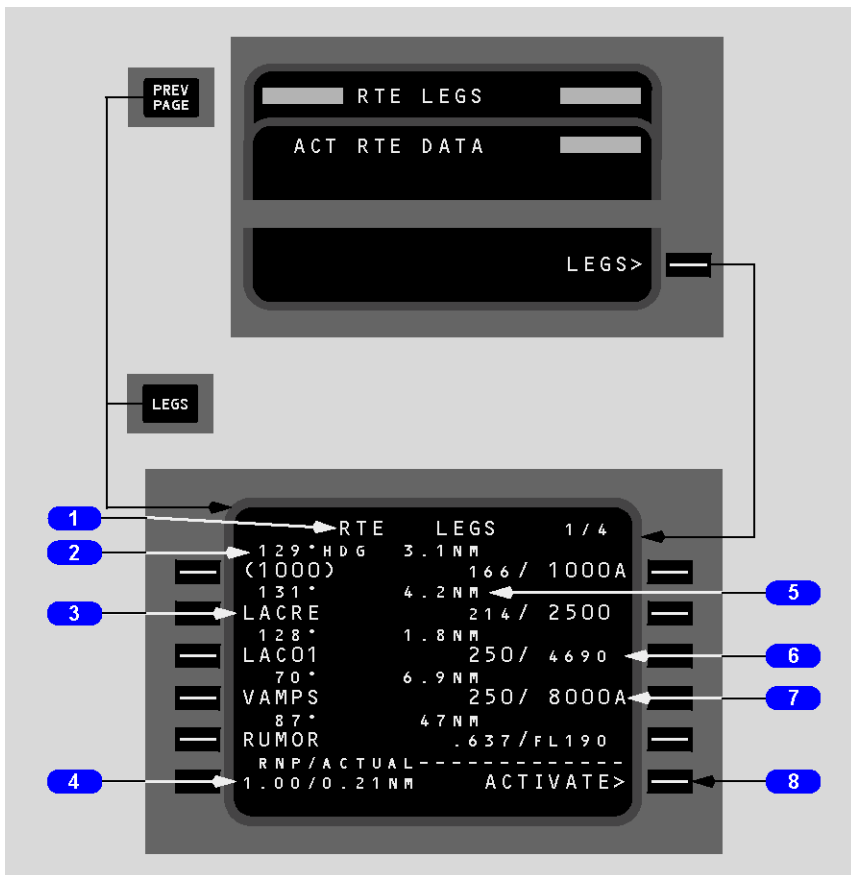 PREV
PAGE
RTE LEGS
ACT RTE DATA
LEGS>
LEGS
1
RTE LEGS 1/4
2
129°HDG 3.1NM
(1000) 166/ 1000A
131° 4.2NM
5
3
LACRE 214/ 2500
128° 1.8NM
LACO1 250/ 4690
6
70° 6.9NM
VAMPS 250/ 8000A
7
87° 47NM
RUMOR .637/FL190
RNP/ACTUAL-------------
4
1.00/0.21NM ACTIVATE>
8